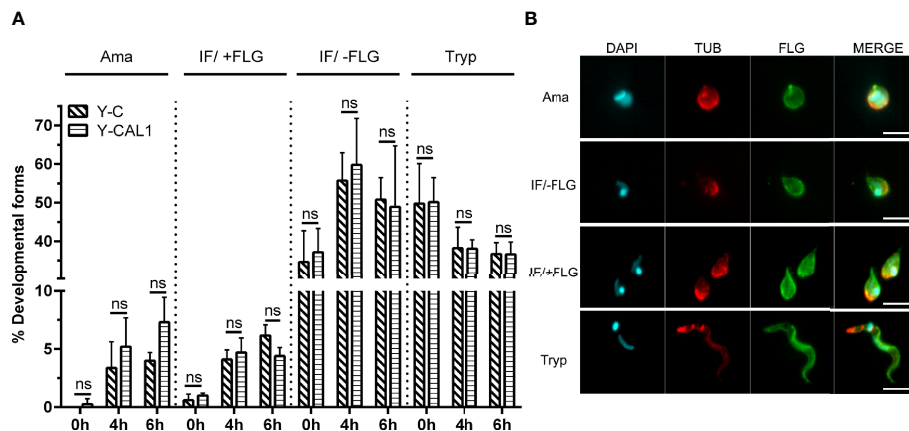 A
Ama IF/ +FLG IF/ -FLG Tryp
Y-C
Y-CAL1
ns ns ns ns ns ns ns ns ns ns ns ns
70
60
50
40
10
5
0
% Developmental forms
0h 4h 6h 0h 4h 6h 0h 4h 6h 0h 4h 6h
B
DAPI TUB FLG MERGE
Ama
IF/-FLG
IF/+FLG
Tryp